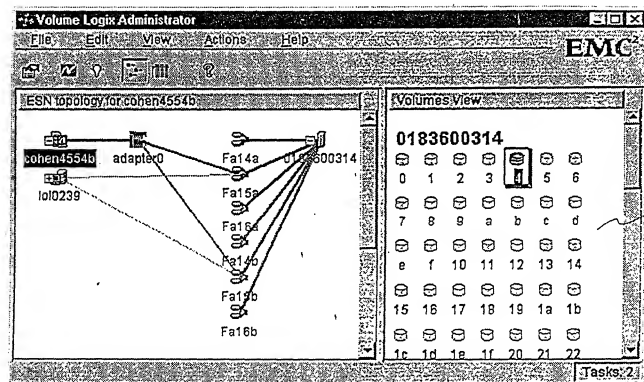 Volume Logix Administrator
File Edit View Actions Help
EMC²
ESN topology for cohen4554b:
cohen4554b adapter0 Fa14a 0183600314
lol0239
Fa15a
Fa16a
Fa14b
Fa15b
Fa16b
Volumes View
0183600314
0 1 2 3 4 5 6
7 8 9 a b c d
e f 10 11 12 13 14
15 16 17 18 19 1a 1b
1c 1d 1e 1f 20 21 22
Tasks: 2